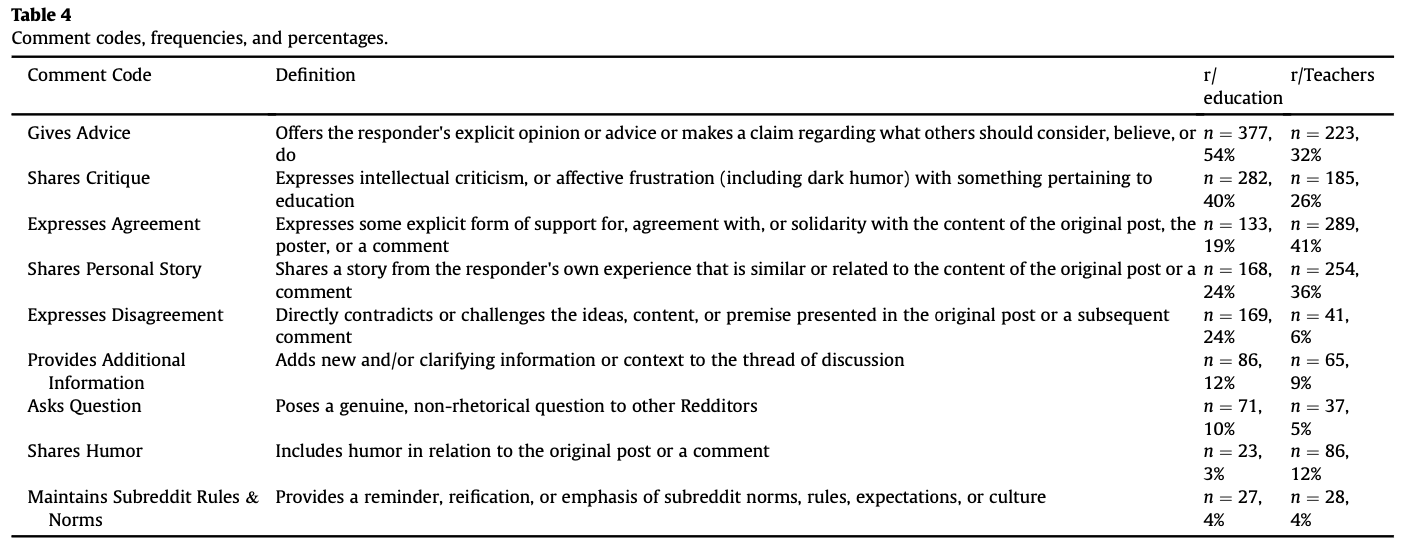 Table 4
Comment codes, frequencies, and percentages.
Comment Code Definition r/ r/Teachers
education
Gives Advice Offers the responder's explicit opinion or advice or makes a claim regarding what others should consider, believe, or n = 377, n = 223,
do 54% 32%
Shares Critique Expresses intellectual criticism, or affective frustration (including dark humor) with something pertaining to n = 282, n = 185,
education 40% 26%
Expresses Agreement Expresses some explicit form of support for, agreement with, or solidarity with the content of the original post, the n = 133, n = 289,
poster, or a comment 19% 41%
Shares Personal Story Shares a story from the responder's own experience that is similar or related to the content of the original post or a n = 168, n = 254,
comment 24% 36%
Expresses Disagreement Directly contradicts or challenges the ideas, content, or premise presented in the original post or a subsequent n = 169, n = 41,
comment 24% 6%
Provides Additional Adds new and/or clarifying information or context to the thread of discussion n = 86, n = 65,
Information 12% 9%
Asks Question Poses a genuine, non-rhetorical question to other Redditors n = 71, n = 37,
10% 5%
Shares Humor Includes humor in relation to the original post or a comment n = 23, n = 86,
3% 12%
Maintains Subreddit Rules & Provides a reminder, reification, or emphasis of subreddit norms, rules, expectations, or culture n = 27, n = 28,
Norms 4% 4%